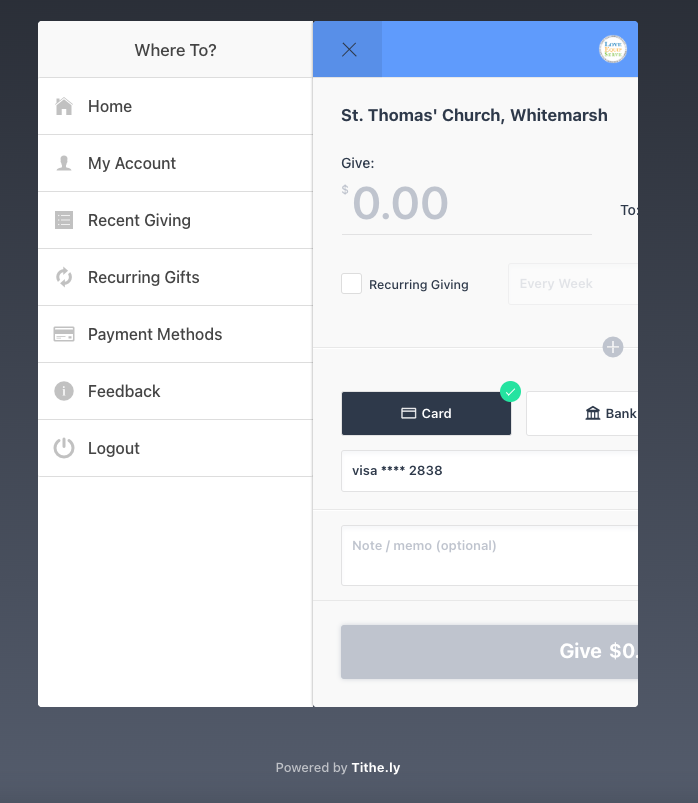 Where To?
Home
My Account
Recent Giving
Recurring Gifts
Payment Methods
Feedback
Logout
St. Thomas' Church, Whitemarsh
Give:
$ 0.00
To:
Recurring Giving
Every Week
Card
Bank
visa **** 2838
Note / memo (optional)
Give $0.
Powered by Tithe.ly